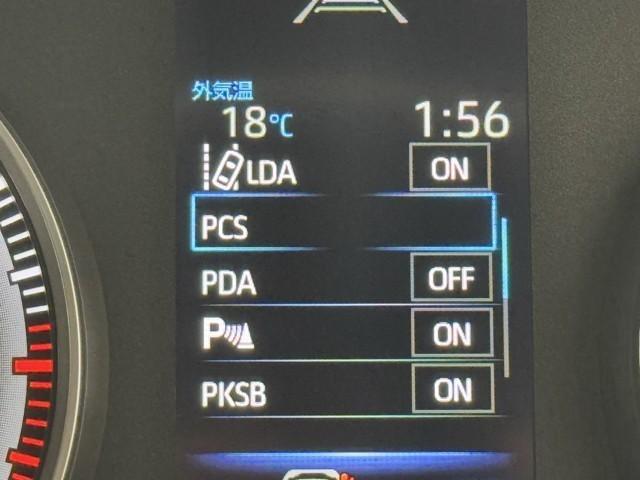 外気温
18℃ 1:56
LDA ON
PCS
PDA OFF
P ON
PKSB ON